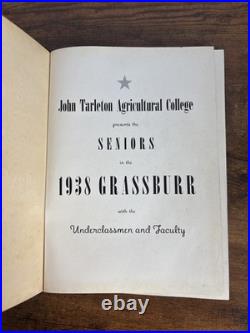 John Tarleton Agricultural College
presents the
SENIORS
in the
1938 GRASSBURR
with the
Underclassmen and Faculty